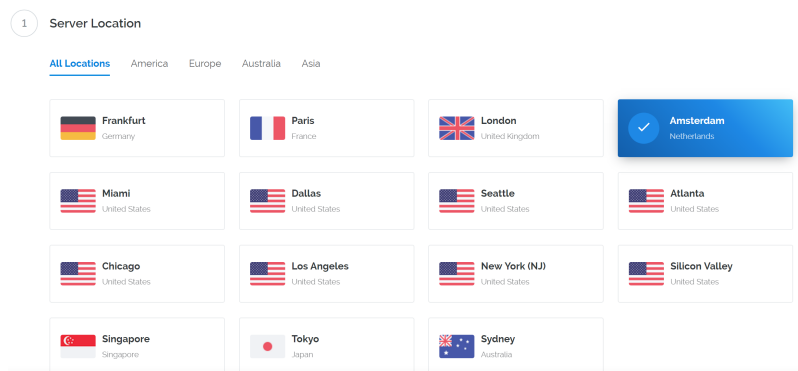 1
Server Location
All Locations
America
Europe
Australia
Asia
Frankfurt
Germany
Paris
France
London
United Kingdom
Amsterdam
Netherlands
Miami
United States
Dallas
United States
Seattle
United States
Atlanta
United States
Chicago
United States
Los Angeles
United States
New York (NJ)
United States
Silicon Valley
United States
Singapore
Singapore
Tokyo
Japan
Sydney
Australia